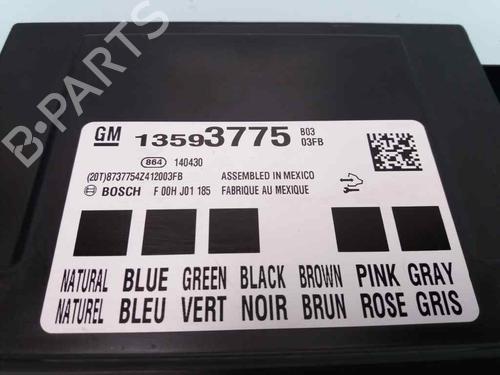 B-PARTS
GM 13593775 B03
03FB
864 140430
(20T)8737754Z412003FB ASSEMBLED IN MEXICO
BOSCH F 00H J01 185 FABRIQUE AU MEXIQUE
NATURAL BLUE GREEN BLACK BROWN PINK GRAY
NATUREL BLEU VERT NOIR BRUN ROSE GRIS